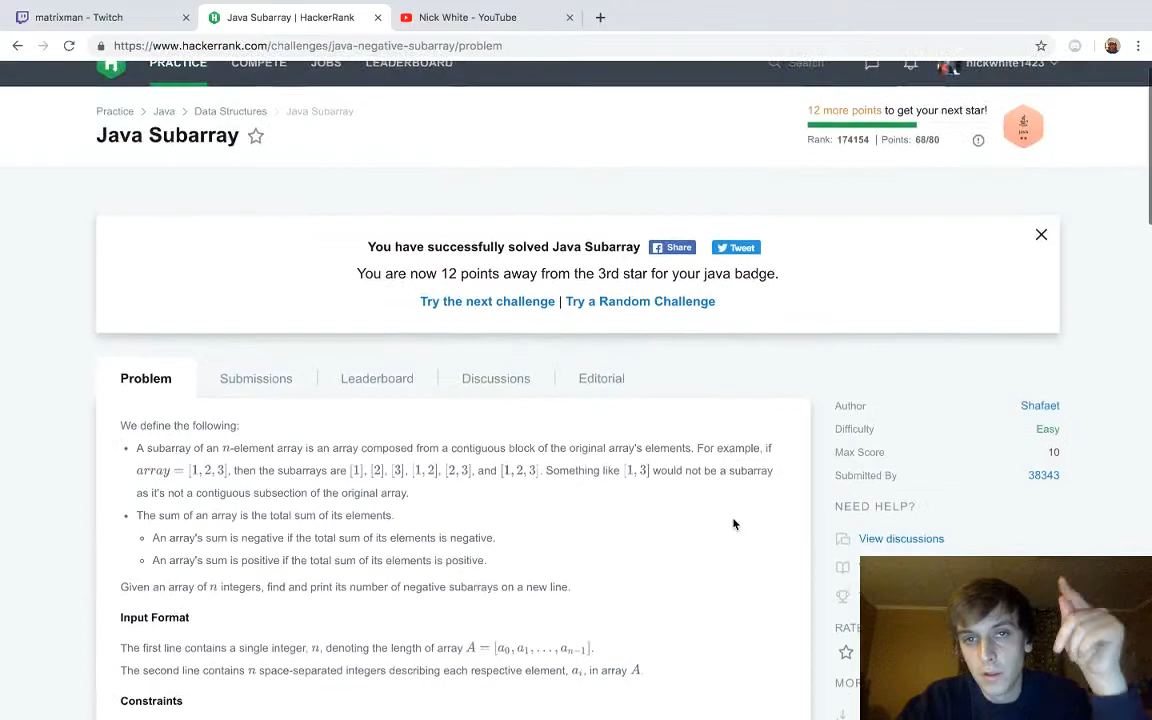 matrixman - Twitch
Java Subarray | HackerRank
Nick White - YouTube
https://www.hackerrank.com/challenges/java-negative-subarray/problem
PRACTICE COMPETE JOBS LEADERBOARD Search nickwhite1423
Practice > Java > Data Structures > Java Subarray
Java Subarray
12 more points to get your next star!
Rank: 174154 | Points: 68/80
You have successfully solved Java Subarray Share Tweet
You are now 12 points away from the 3rd star for your java badge.
Try the next challenge | Try a Random Challenge
Problem Submissions Leaderboard Discussions Editorial
We define the following:
• A subarray of an n-element array is an array composed from a contiguous block of the original array's elements. For example, if
array = [1, 2, 3], then the subarrays are [1], [2], [3], [1, 2], [2, 3], and [1, 2, 3]. Something like [1, 3] would not be a subarray
as it's not a contiguous subsection of the original array.
• The sum of an array is the total sum of its elements.
◦ An array's sum is negative if the total sum of its elements is negative.
◦ An array's sum is positive if the total sum of its elements is positive.
Given an array of n integers, find and print its number of negative subarrays on a new line.
Input Format
The first line contains a single integer, n, denoting the length of array A = [a0, a1, . . . , an−1].
The second line contains n space-separated integers describing each respective element, ai, in array A.
Constraints
Author Shafaet
Difficulty Easy
Max Score 10
Submitted By 38343
NEED HELP?
View discussions
RATE
MOR